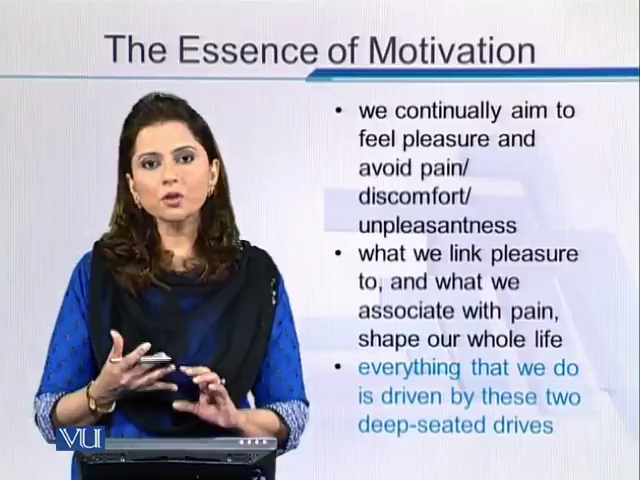 The Essence of Motivation
• we continually aim to
feel pleasure and
avoid pain/
discomfort/
unpleasantness
• what we link pleasure
to, and what we
associate with pain,
shape our whole life
• everything that we do
is driven by these two
deep-seated drives
VU